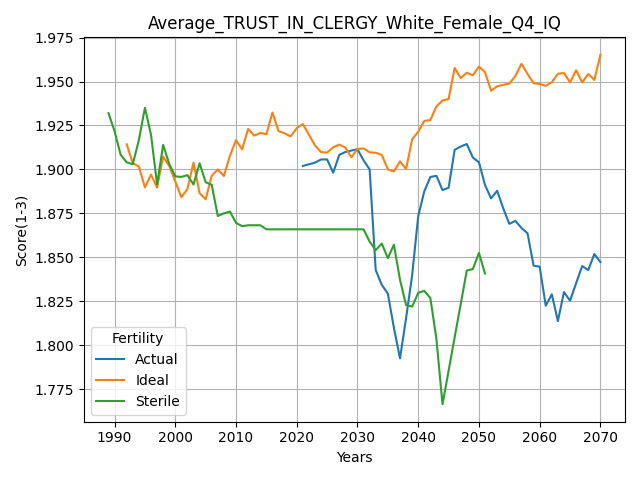 Average_TRUST_IN_CLERGY_White_Female_Q4_IQ
Score(1-3)
1.975
1.950
1.925
1.900
1.875
1.850
1.825
1.800
1.775
Fertility
Actual
Ideal
Sterile
1990 2000 2010 2020 2030 2040 2050 2060 2070
Years